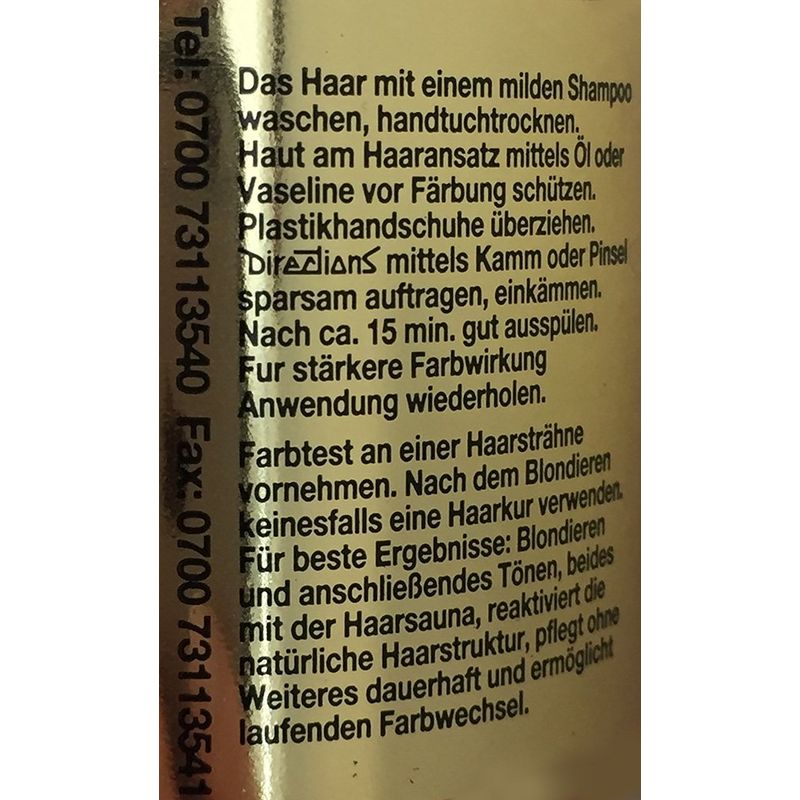 Tel: 0700 73113540 Fax: 0700 73113541
Das Haar mit einem milden Shampoo
waschen, handtuchtrocknen.
Haut am Haaransatz mittels Öl oder
Vaseline vor Färbung schützen.
Plastikhandschuhe überziehen.
Directions mittels Kamm oder Pinsel
sparsam auftragen, einkämmen.
Nach ca. 15 min. gut ausspülen.
Fur stärkere Farbwirkung
Anwendung wiederholen.
Farbtest an einer Haarsträhne
vornehmen. Nach dem Blondieren
keinesfalls eine Haarkur verwenden.
Für beste Ergebnisse: Blondieren
und anschließendes Tönen, beides
mit der Haarsauna, reaktiviert die
natürliche Haarstruktur, pflegt ohne
Weiteres dauerhaft und ermöglicht
laufenden Farbwechsel.